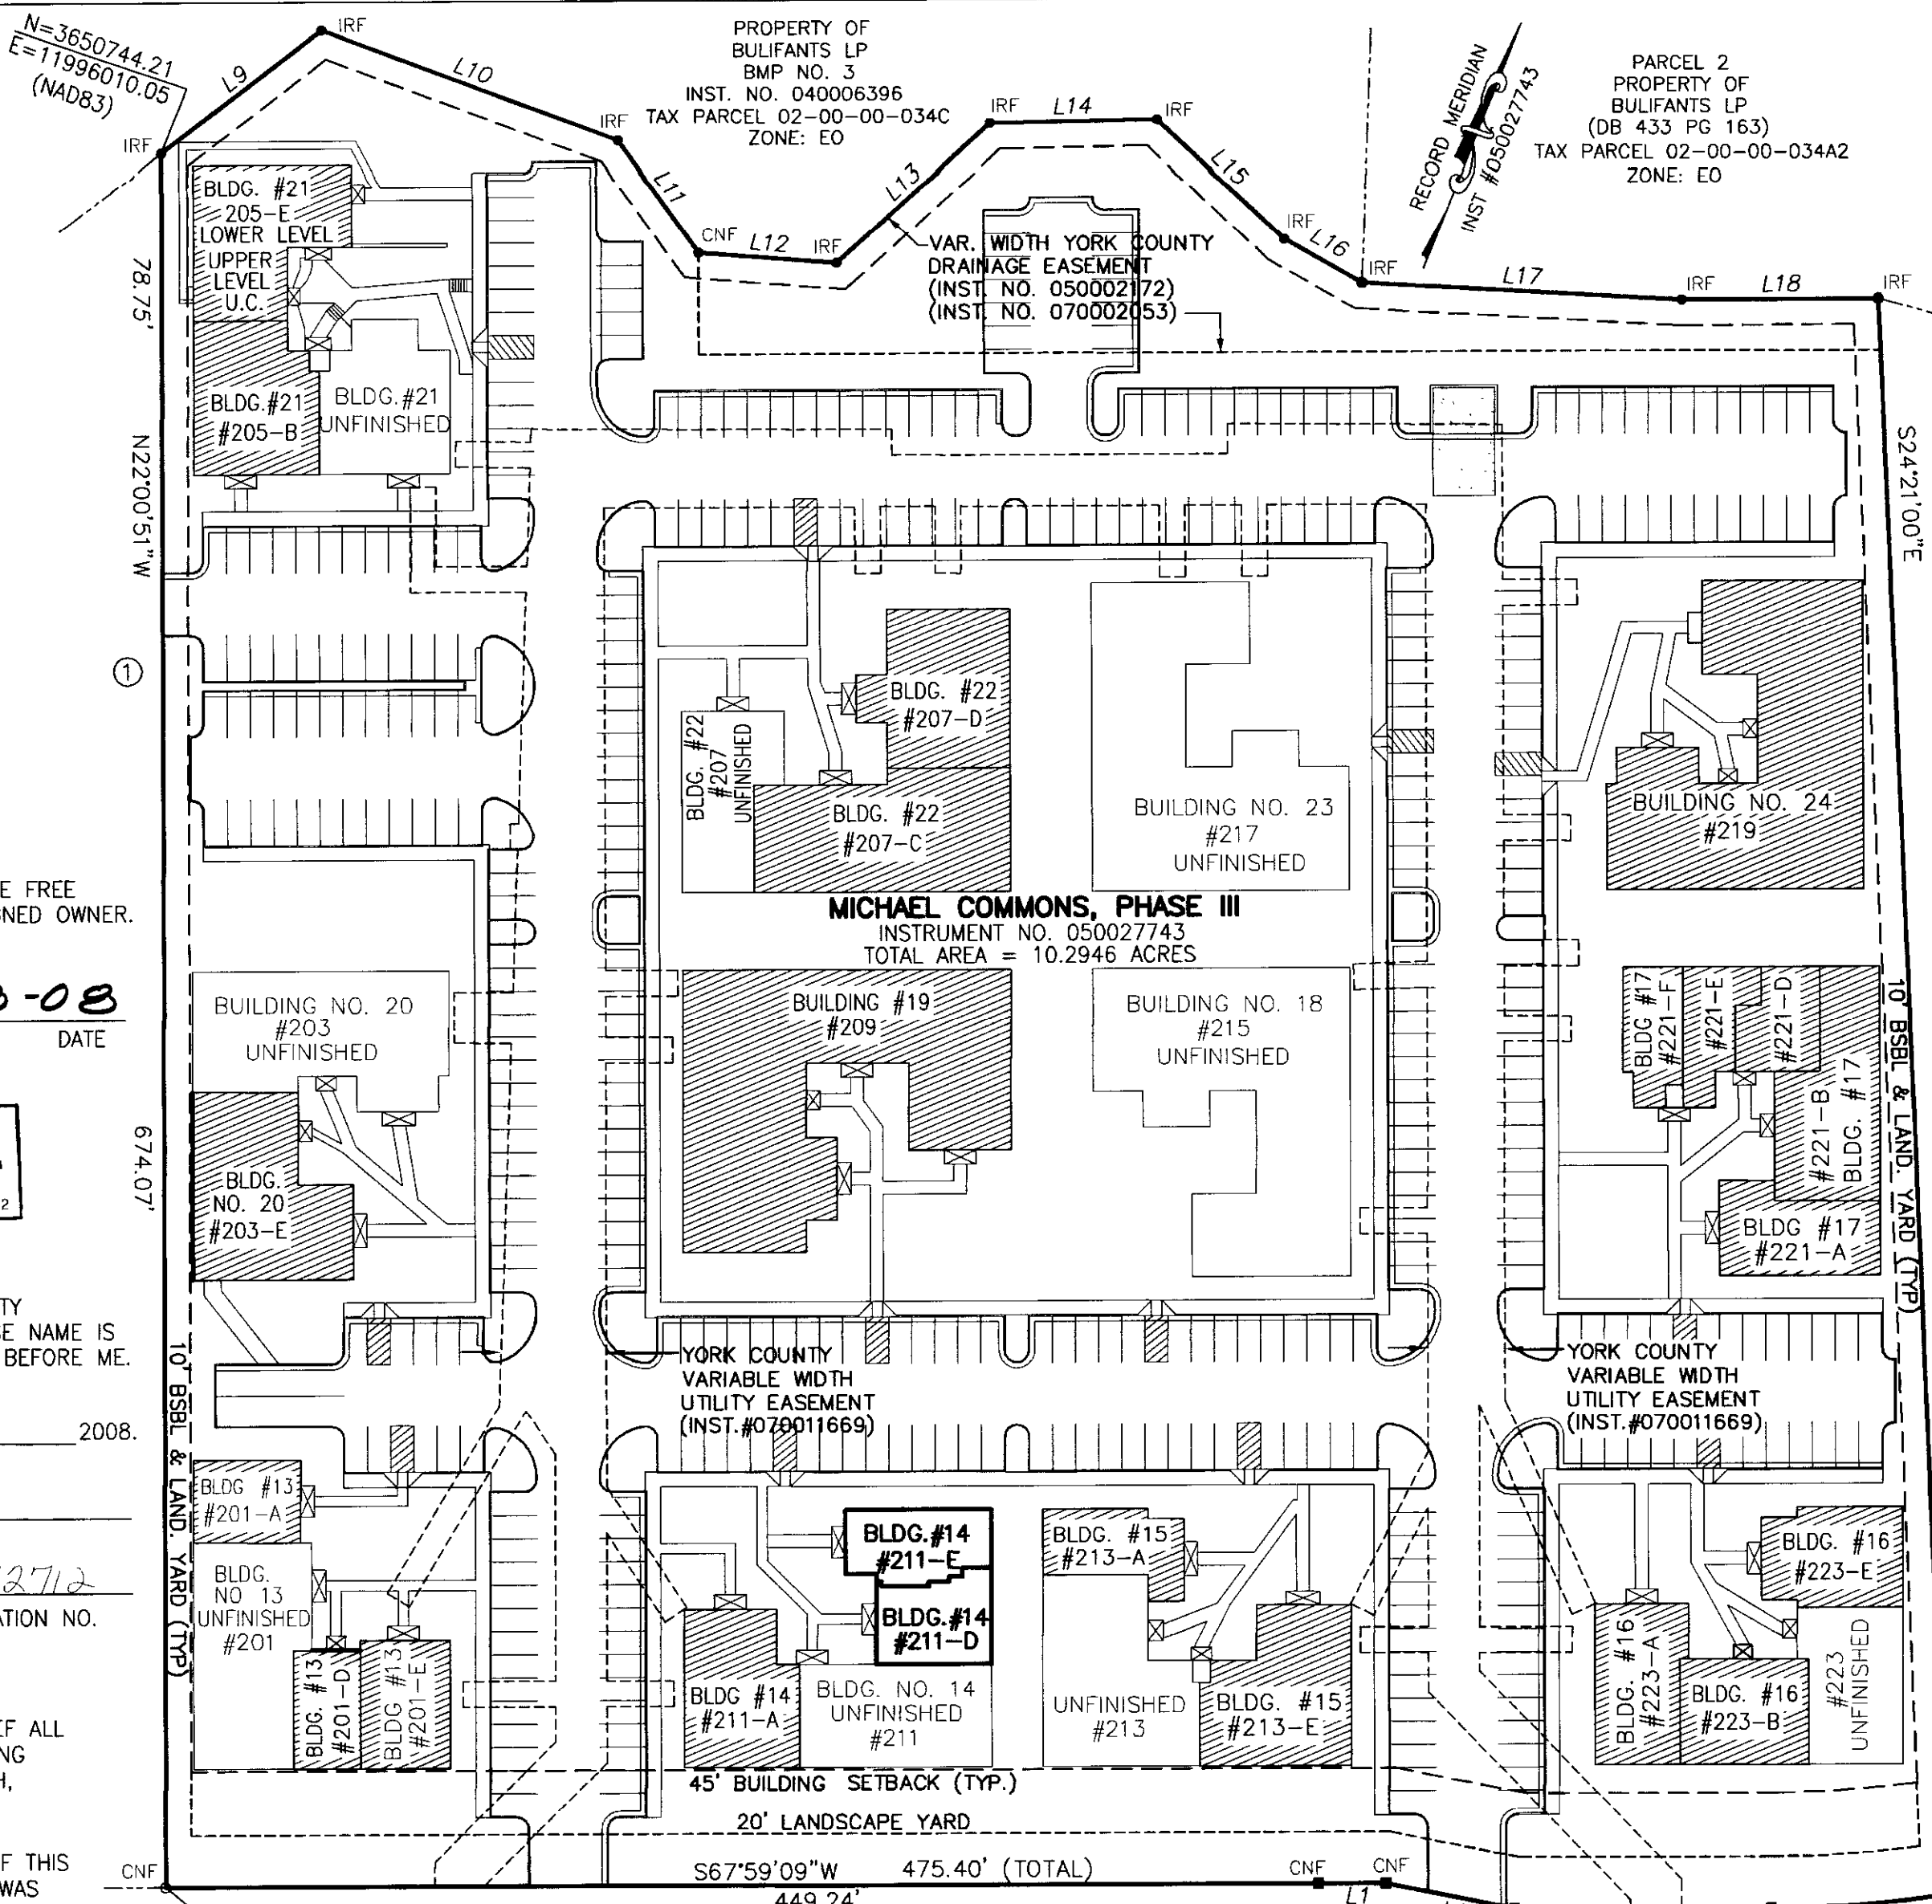 N=3650744.21
E=11996010.05
(NAD83)
IRF
L9
IRF
L10
PROPERTY OF
BULIFANTS LP
BMP NO. 3
INST. NO. 040006396
TAX PARCEL 02-00-00-034C
ZONE: EO
IRF
L11
CNF
L12
IRF
L13
IRF
L14
IRF
L15
IRF
L16
IRF
L17
IRF
L18
IRF
RECORD MERIDIAN
INST #050027743
PARCEL 2
PROPERTY OF
BULIFANTS LP
(DB 433 PG 163)
TAX PARCEL 02-00-00-034A2
ZONE: EO
VAR. WIDTH YORK COUNTY
DRAINAGE EASEMENT
(INST. NO. 050002172)
(INST. NO. 070002053)
78.75'
N22°00'51"W
674.07'
S24°21'00"E
1
BLDG. #21
205-E
LOWER LEVEL
UPPER
LEVEL
U.C.
BLDG.#21
#205-B
BLDG.#21
UNFINISHED
BLDG. #22
#207-D
BLDG. #22
#207
UNFINISHED
BLDG. #22
#207-C
BUILDING NO. 23
#217
UNFINISHED
BUILDING NO. 24
#219
MICHAEL COMMONS, PHASE III
INSTRUMENT NO. 050027743
TOTAL AREA = 10.2946 ACRES
E FREE
NED OWNER.
-08
DATE
2
BUILDING NO. 20
#203
UNFINISHED
BLDG.
NO. 20
#203-E
BUILDING #19
#209
BUILDING NO. 18
#215
UNFINISHED
BLDG #17
#221-F
#221-E
#221-D
#221-B
BLDG. #17
BLDG #17
#221-A
10' BSBL & LAND. YARD (TYP)
TY
SE NAME IS
BEFORE ME.
2008.
10' BSBL & LAND. YARD (TYP)
YORK COUNTY
VARIABLE WIDTH
UTILITY EASEMENT
(INST.#070011669)
YORK COUNTY
VARIABLE WIDTH
UTILITY EASEMENT
(INST.#070011669)
2712
ATION NO.
BLDG #13
#201-A
BLDG.
NO 13
UNFINISHED
#201
BLDG. #13
#201-D
BLDG #13
#201-E
BLDG.#14
#211-E
BLDG.#14
#211-D
BLDG #14
#211-A
BLDG. NO. 14
UNFINISHED
#211
BLDG. #15
#213-A
UNFINISHED
#213
BLDG. #15
#213-E
BLDG. #16
#223-E
BLDG. #16
#223-A
BLDG. #16
#223-B
#223
UNFINISHED
EF ALL
NG
H,
45' BUILDING SETBACK (TYP.)
20' LANDSCAPE YARD
F THIS
WAS
CNF
S67°59'09"W 475.40' (TOTAL)
449.24'
CNF
CNF
L1